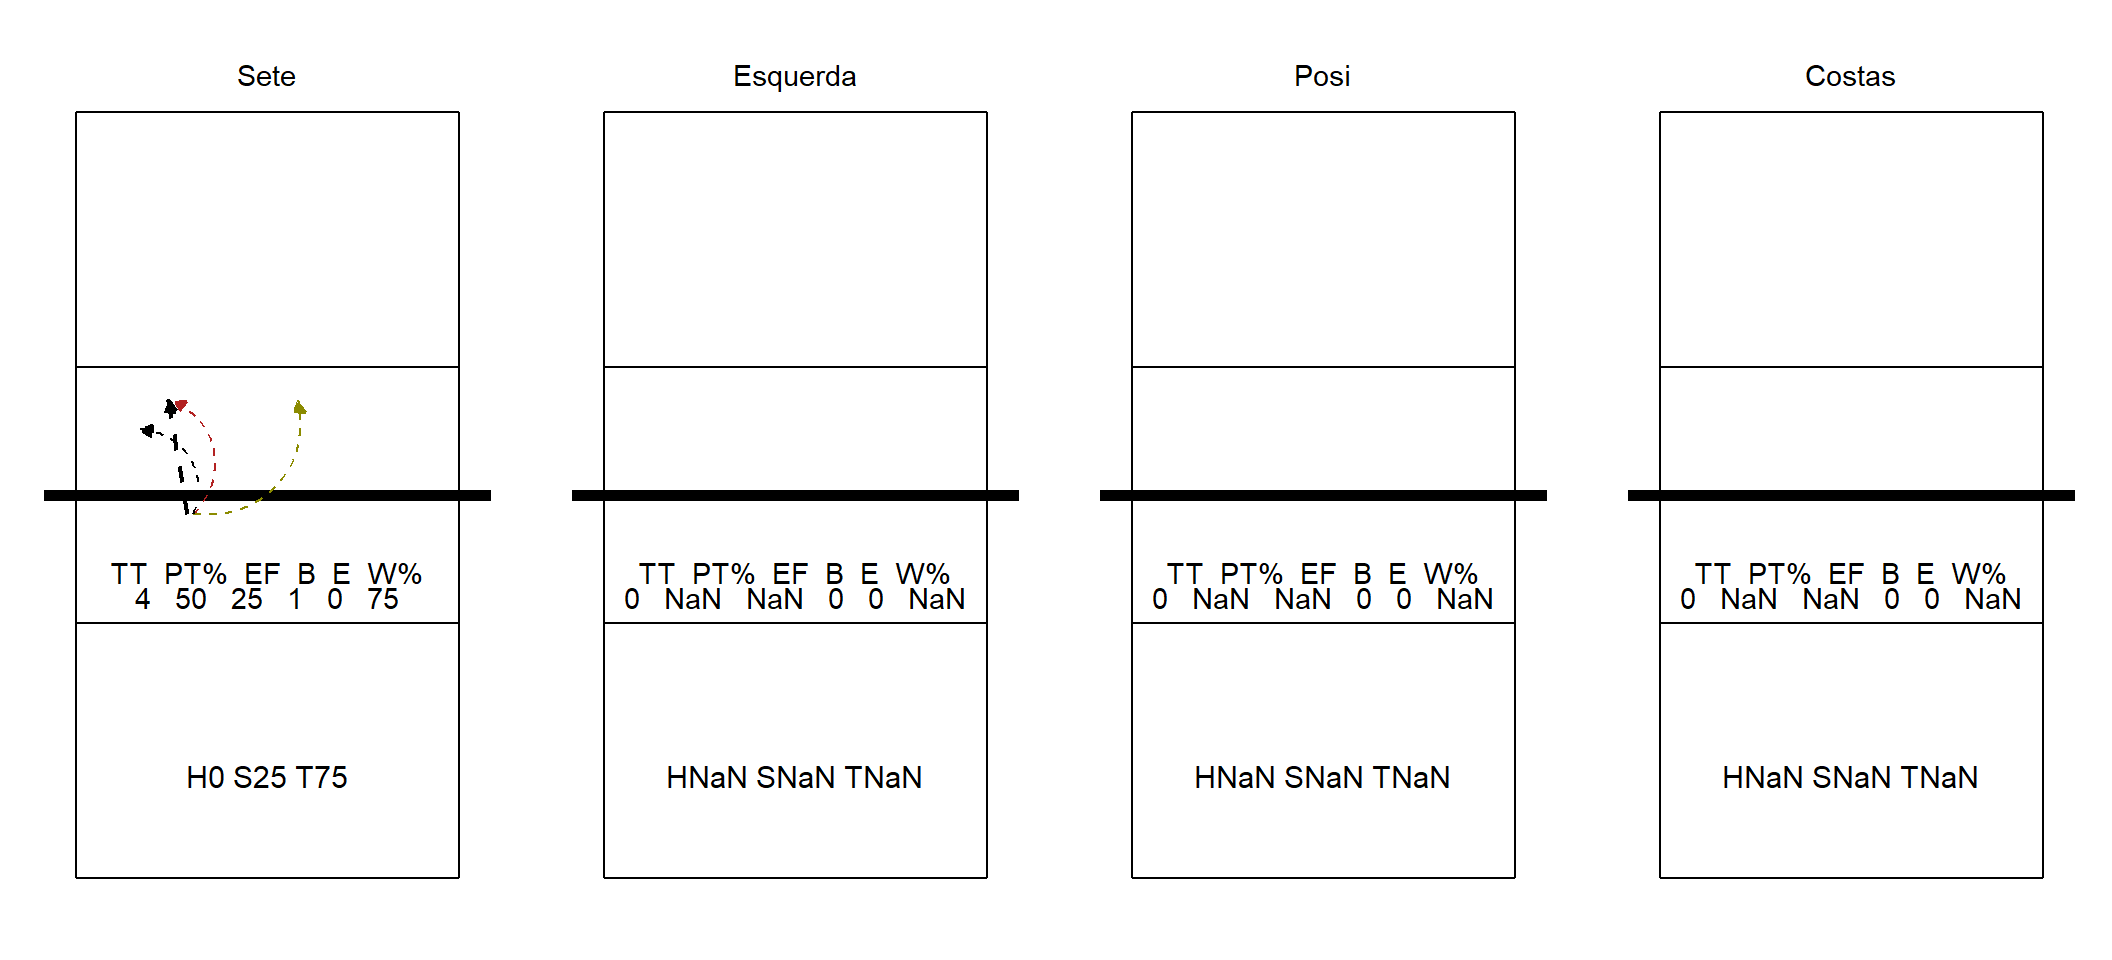 Sete
Esquerda
Posi
Costas
TT PT% EF B E W%
4 50 25 1 0 75
TT PT% EF B E W%
0 NaN NaN 0 0 NaN
TT PT% EF B E W%
0 NaN NaN 0 0 NaN
TT PT% EF B E W%
0 NaN NaN 0 0 NaN
H0 S25 T75
HNaN SNaN TNaN
HNaN SNaN TNaN
HNaN SNaN TNaN